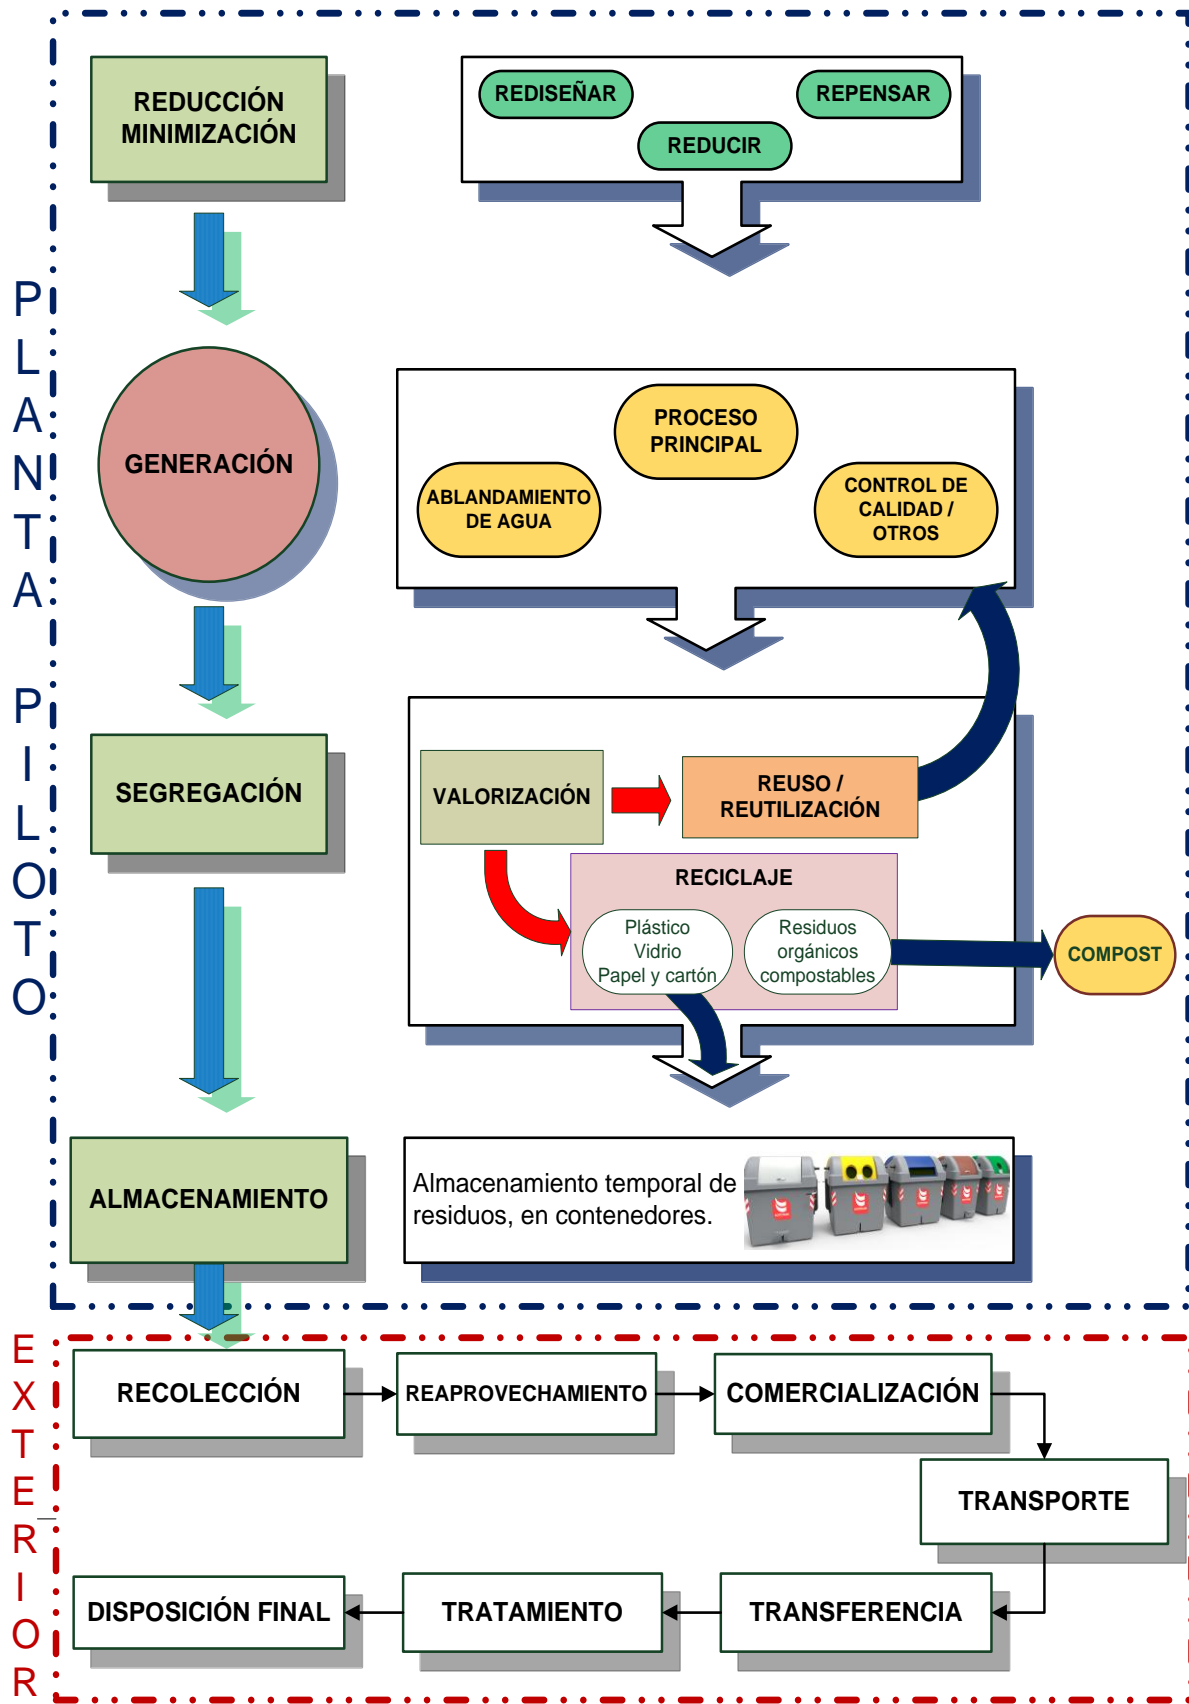 PLANTA PILOTO
REDUCCIÓN
MINIMIZACIÓN
REDISEÑAR
REPENSAR
REDUCIR
GENERACIÓN
PROCESO
PRINCIPAL
ABLANDAMIENTO
DE AGUA
CONTROL DE
CALIDAD /
OTROS
SEGREGACIÓN
VALORIZACIÓN
REUSO /
REUTILIZACIÓN
RECICLAJE
Plástico
Vidrio
Papel y cartón
Residuos
orgánicos
compostables
COMPOST
ALMACENAMIENTO
Almacenamiento temporal de
residuos, en contenedores.
EXTERIOR
RECOLECCIÓN
REAPROVECHAMIENTO
COMERCIALIZACIÓN
TRANSPORTE
TRANSFERENCIA
TRATAMIENTO
DISPOSICIÓN FINAL